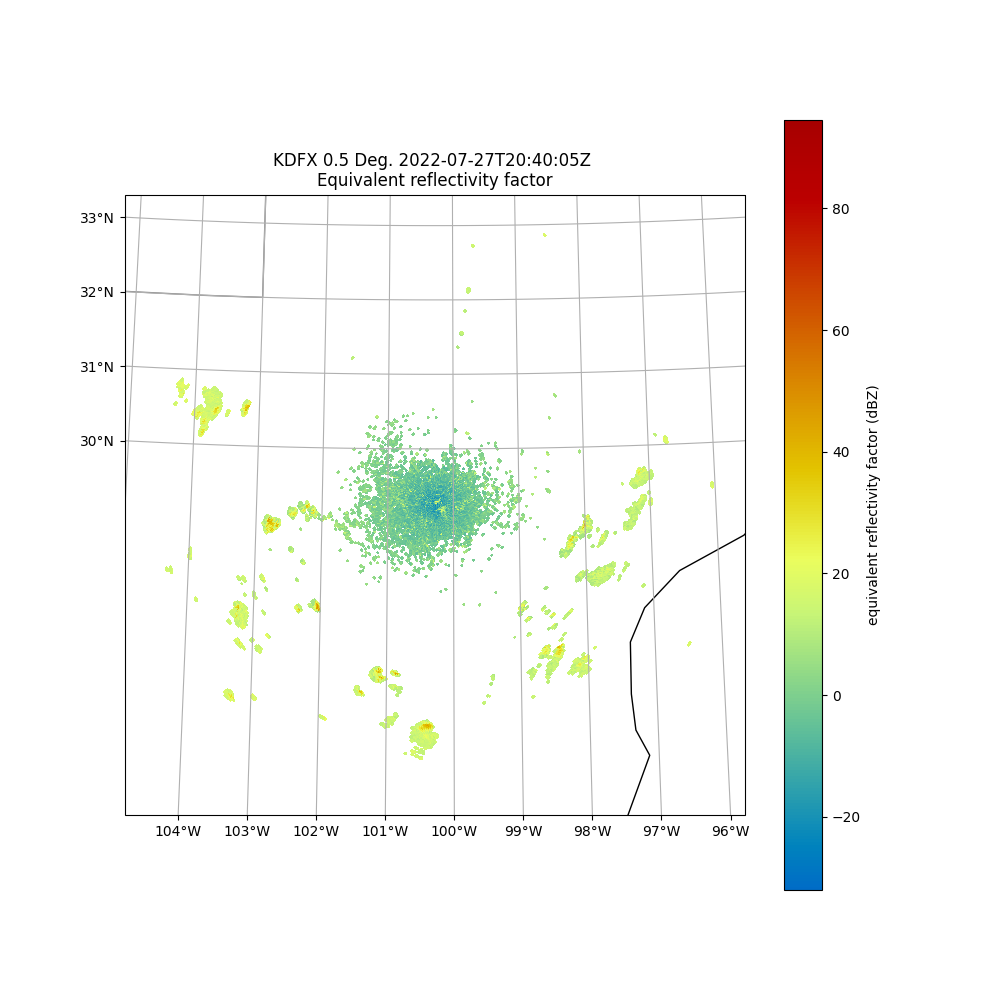 KDFX 0.5 Deg. 2022-07-27T20:40:05Z
Equivalent reflectivity factor
33°N
32°N
31°N
30°N
104°W 103°W 102°W 101°W 100°W 99°W 98°W 97°W 96°W
80
60
40
20
0
−20
equivalent reflectivity factor (dBZ)